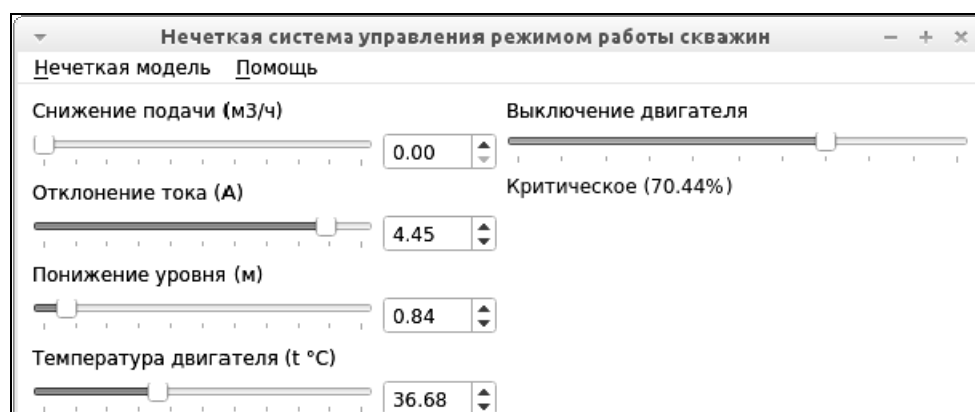 Нечеткая система управления режимом работы скважин
Нечеткая модель Помощь
Снижение подачи (м3/ч)
0.00
Отклонение тока (А)
4.45
Понижение уровня (м)
0.84
Температура двигателя (t °C)
36.68
Выключение двигателя
Критическое (70.44%)